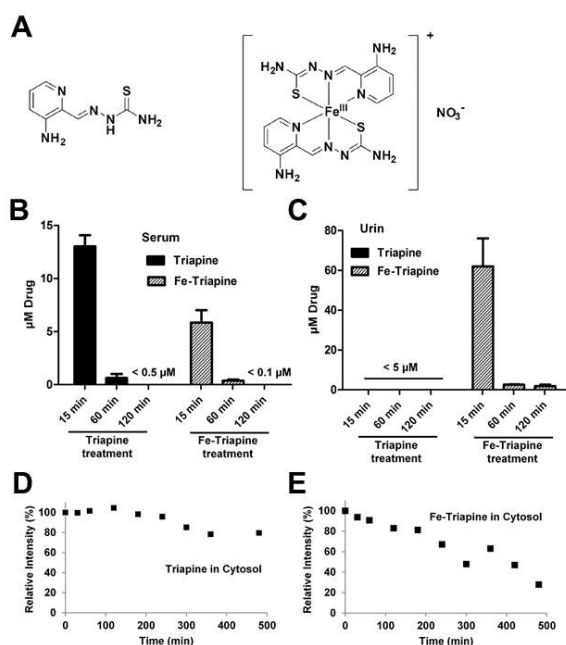 A
N
N
N
H
S
NH2
NH2
NH2
H2N
N
N
N
S
FeIII
N
N
N
S
NH2
NH2
+
NO3-
B
Serum
Triapine
Fe-Triapine
µM Drug
15
10
5
0
< 0.5 µM
< 0.1 µM
15 min
60 min
120 min
15 min
60 min
120 min
Triapine
treatment
Fe-Triapine
treatment
C
Urin
Triapine
Fe-Triapine
µM Drug
80
60
40
20
0
< 5 µM
15 min
60 min
120 min
15 min
60 min
120 min
Triapine
treatment
Fe-Triapine
treatment
D
Relative Intensity (%)
120
100
80
60
40
20
0
Triapine in Cytosol
0 100 200 300 400 500
Time (min)
E
Relative Intensity (%)
120
100
80
60
40
20
0
Fe-Triapine in Cytosol
0 100 200 300 400 500
Time (min)